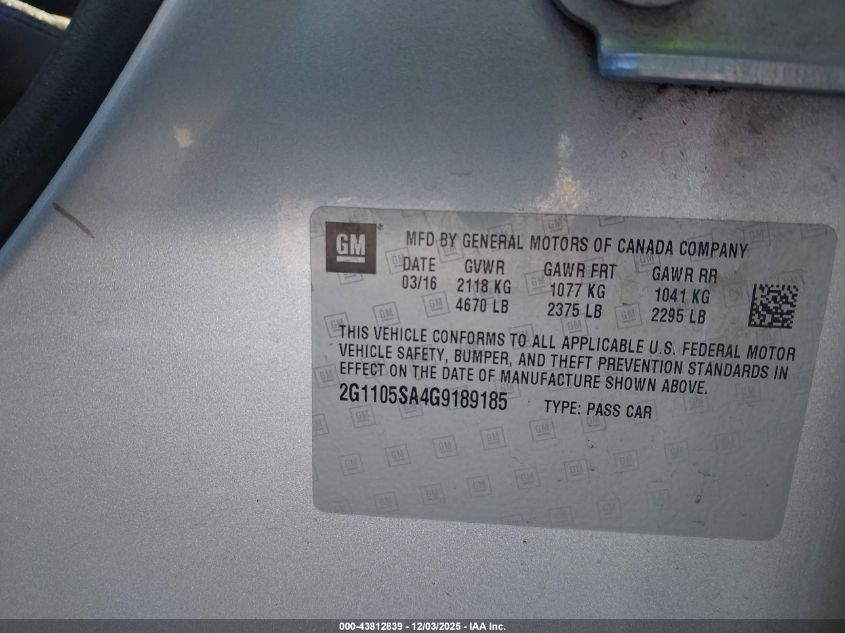 GM ® MFD BY GENERAL MOTORS OF CANADA COMPANY
DATE GVWR GAWR FRT GAWR RR
03/16 2118 KG 1077 KG 1041 KG
4670 LB 2375 LB 2295 LB
THIS VEHICLE CONFORMS TO ALL APPLICABLE U.S. FEDERAL MOTOR
VEHICLE SAFETY, BUMPER, AND THEFT PREVENTION STANDARDS IN
EFFECT ON THE DATE OF MANUFACTURE SHOWN ABOVE.
2G1105SA4G9189185 TYPE: PASS CAR
000-43812839 - 12/03/2025 - IAA Inc.